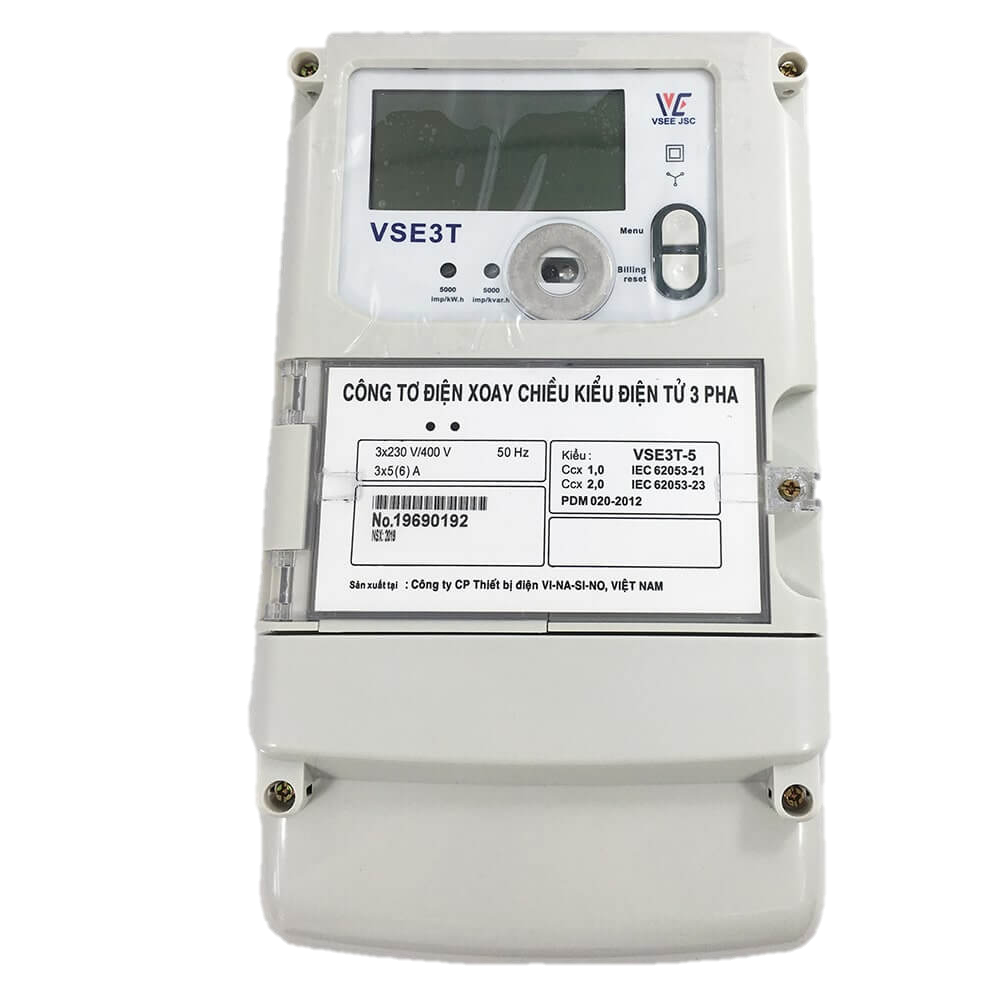 VSEE JSC
VSE3T
Menu
Billing
reset
5000
imp/kW.h
5000
imp/kvar.h
CÔNG TƠ ĐIỆN XOAY CHIỀU KIỂU ĐIỆN TỬ 3 PHA
3x230 V/400 V 50 Hz
3x5(6) A
Kiểu : VSE3T-5
Ccx 1,0 IEC 62053-21
Ccx 2,0 IEC 62053-23
PDM 020-2012
No.19690192
NSX: 2019
Sản xuất tại : Công ty CP Thiết bị điện VI-NA-SI-NO, VIỆT NAM